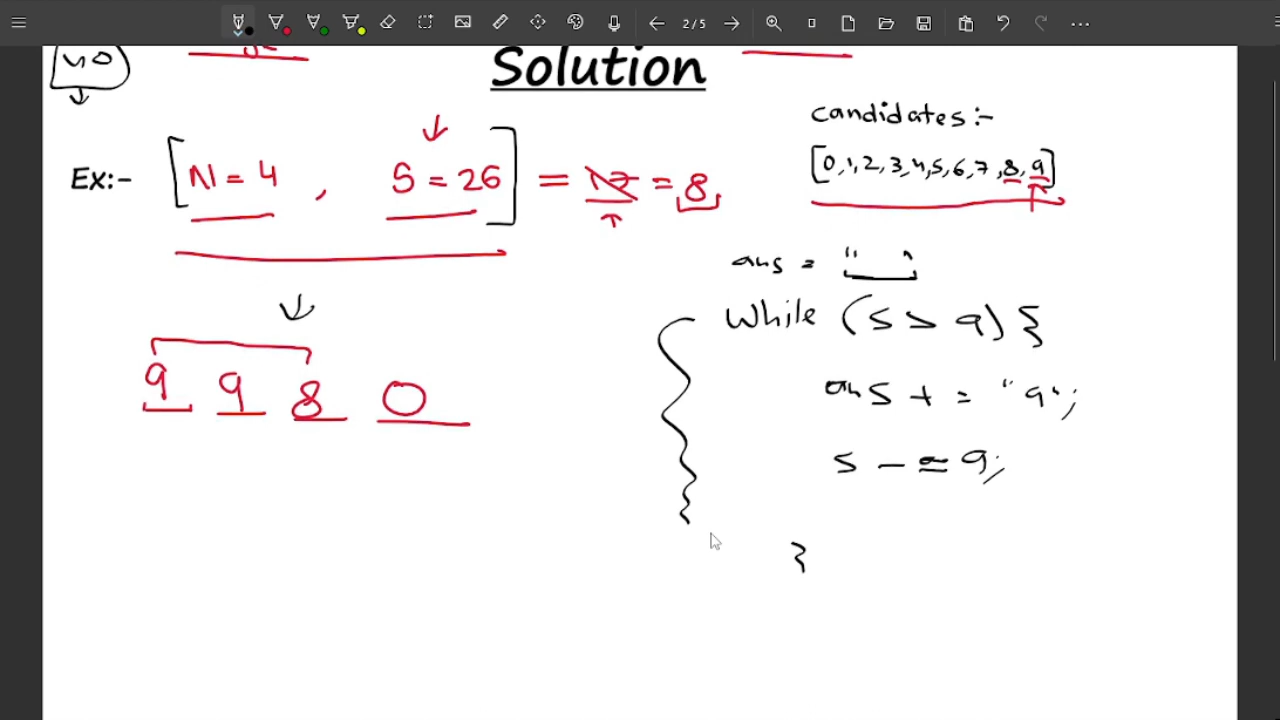 2/5
Solution
Ex:- [N = 4 , S = 26] = = 8
9 9 8 0
candidates :-
[0,1,2,3,4,5,6,7,8,9]
ans = " "
While (S > 9) {
ans + = "9";
S - = 9;
}